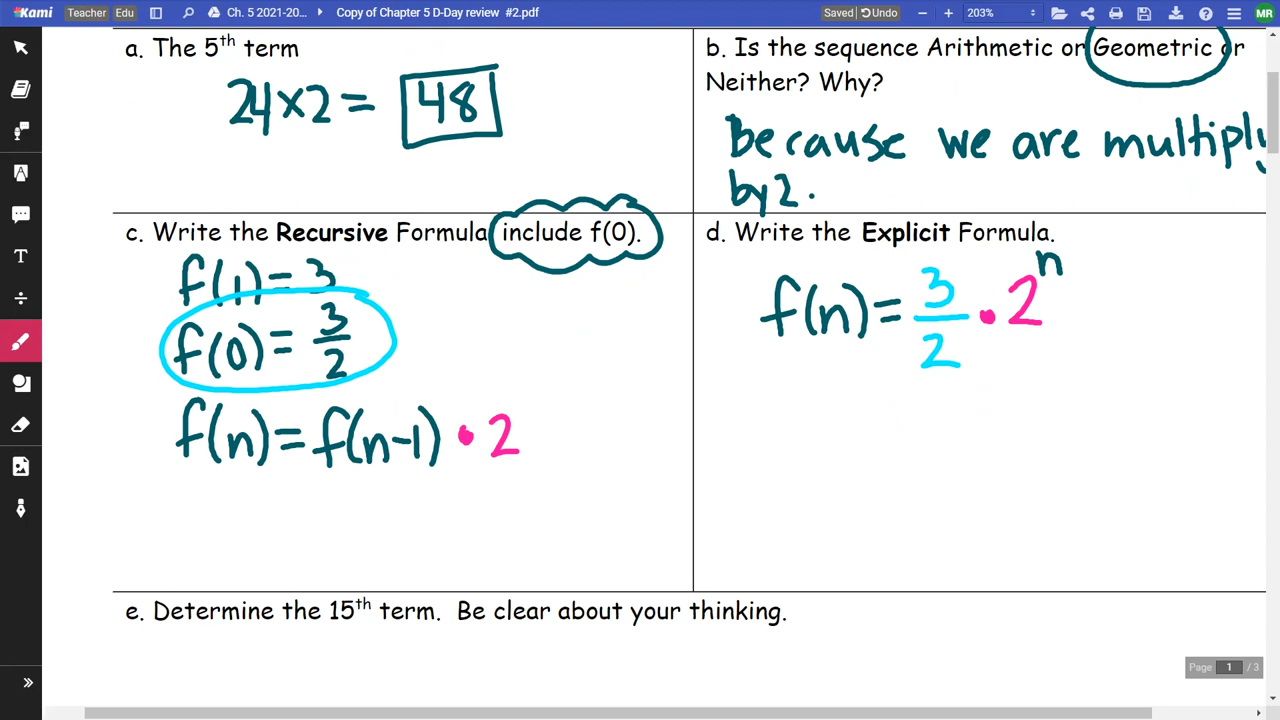 Kami Teacher Edu Ch. 5 2021-20... Copy of Chapter 5 D-Day review #2.pdf Saved Undo 203% MR
a. The 5th term
24×2= 48
b. Is the sequence Arithmetic or Geometric or
Neither? Why?
because we are multiply
by 2.
c. Write the Recursive Formula include f(0).
f(1)=3
f(0)=3/2
f(n)=f(n-1)·2
d. Write the Explicit Formula.
f(n)=3/2·2^n
e. Determine the 15th term. Be clear about your thinking.
Page 1 / 3